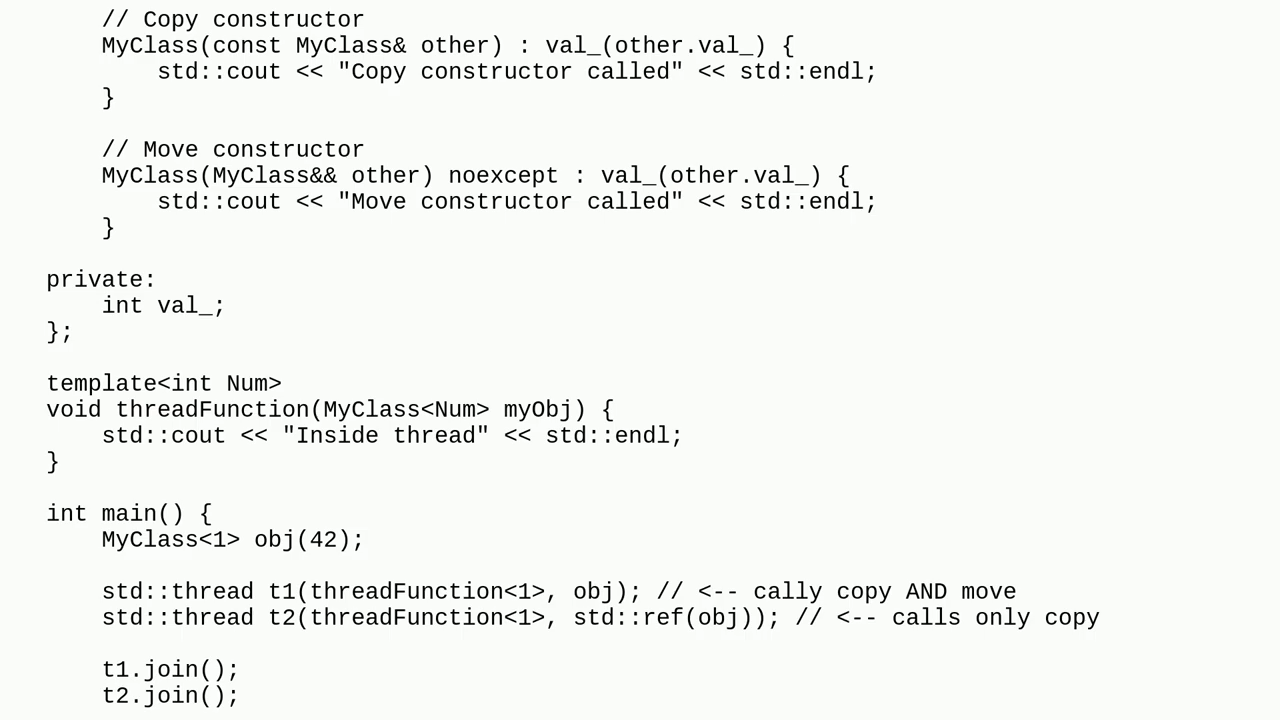 // Copy constructor
MyClass(const MyClass& other) : val_(other.val_) {
std::cout << "Copy constructor called" << std::endl;
}
// Move constructor
MyClass(MyClass&& other) noexcept : val_(other.val_) {
std::cout << "Move constructor called" << std::endl;
}
private:
int val_;
};
template<int Num>
void threadFunction(MyClass<Num> myObj) {
std::cout << "Inside thread" << std::endl;
}
int main() {
MyClass<1> obj(42);
std::thread t1(threadFunction<1>, obj); // <-- cally copy AND move
std::thread t2(threadFunction<1>, std::ref(obj)); // <-- calls only copy
t1.join();
t2.join();